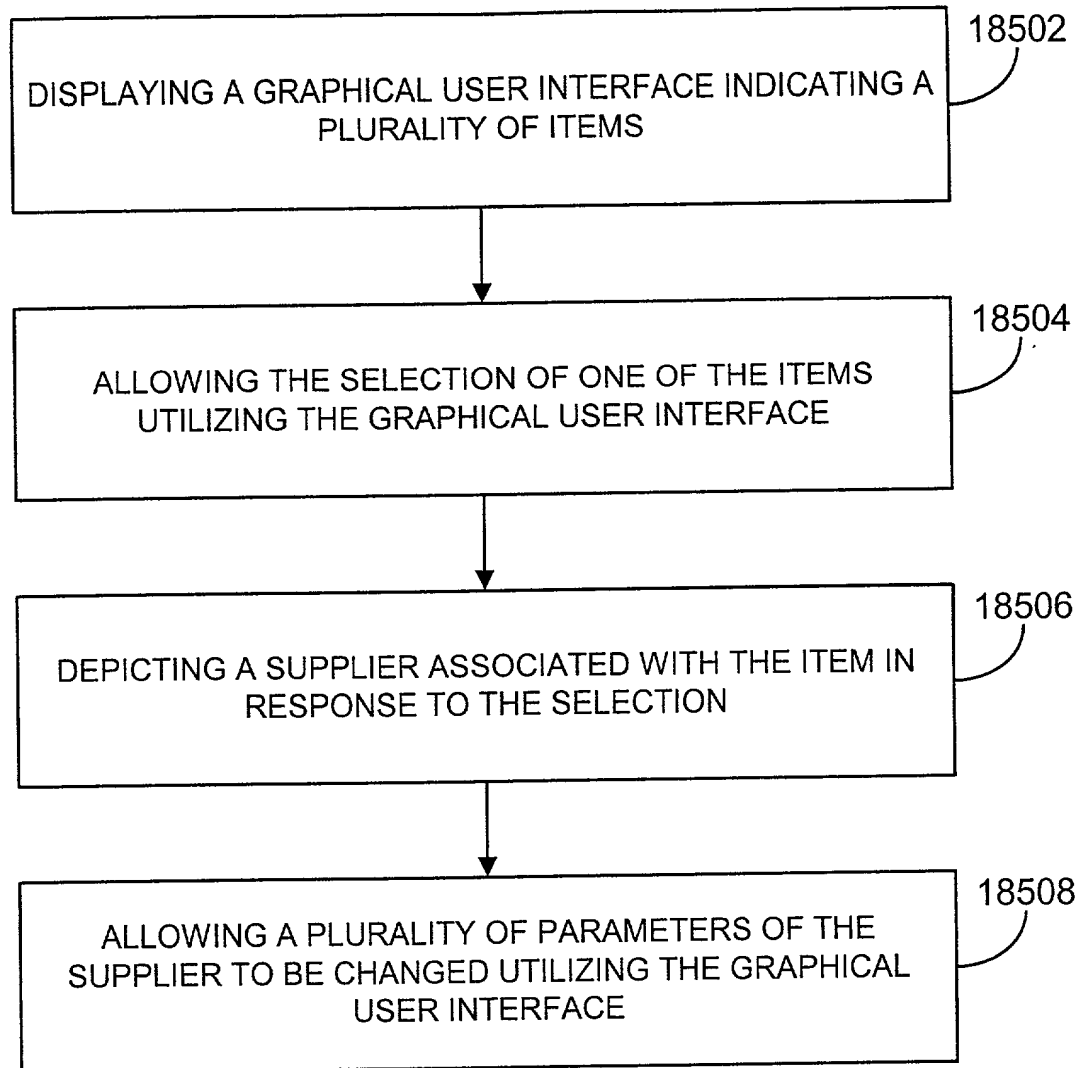 18502
DISPLAYING A GRAPHICAL USER INTERFACE INDICATING A
PLURALITY OF ITEMS
18504
ALLOWING THE SELECTION OF ONE OF THE ITEMS
UTILIZING THE GRAPHICAL USER INTERFACE
18506
DEPICTING A SUPPLIER ASSOCIATED WITH THE ITEM IN
RESPONSE TO THE SELECTION
18508
ALLOWING A PLURALITY OF PARAMETERS OF THE
SUPPLIER TO BE CHANGED UTILIZING THE GRAPHICAL
USER INTERFACE